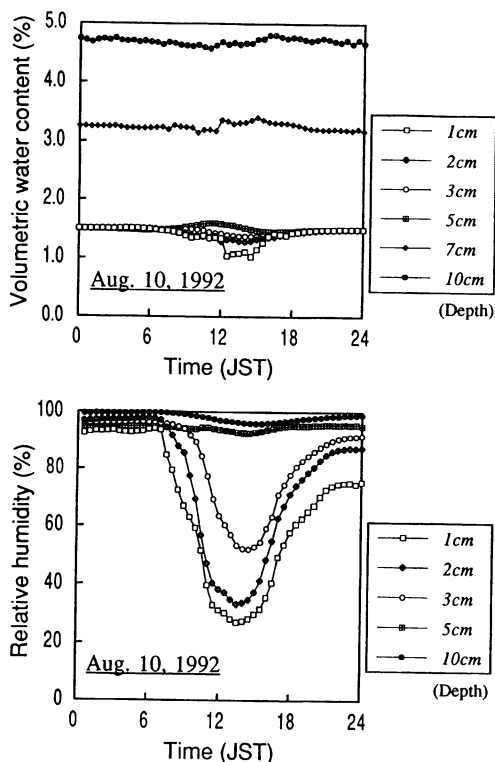 Volumetric water content (%)
5.0
4.0
3.0
2.0
1.0
0.0
Aug. 10, 1992
0
6
12
18
24
Time (JST)
1cm
2cm
3cm
5cm
7cm
10cm
(Depth)
Relative humidity (%)
100
80
60
40
20
0
Aug. 10, 1992
0
6
12
18
24
Time (JST)
1cm
2cm
3cm
5cm
10cm
(Depth)